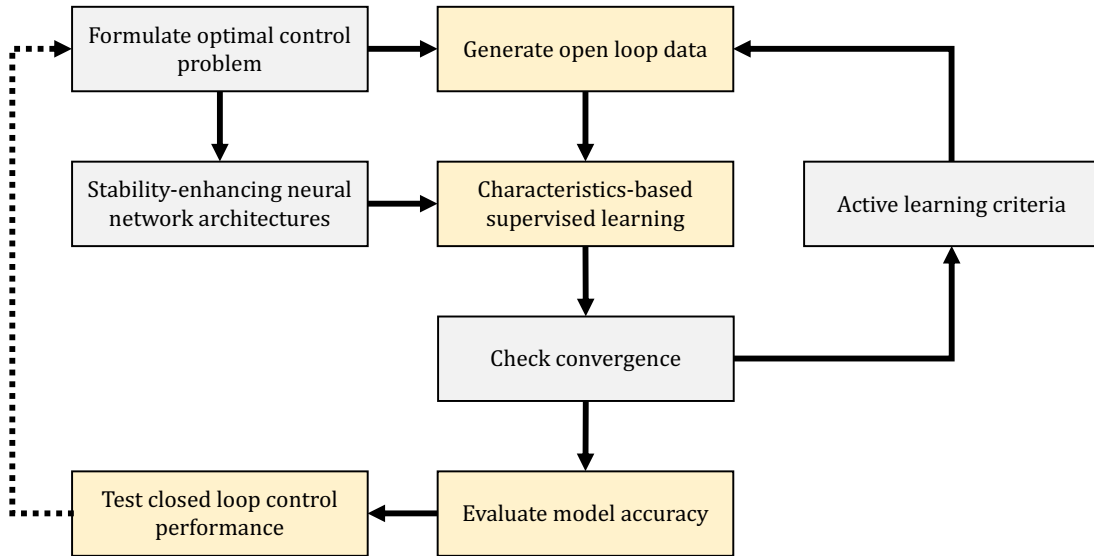 Formulate optimal control
problem
Generate open loop data
Stability-enhancing neural
network architectures
Characteristics-based
supervised learning
Active learning criteria
Check convergence
Test closed loop control
performance
Evaluate model accuracy